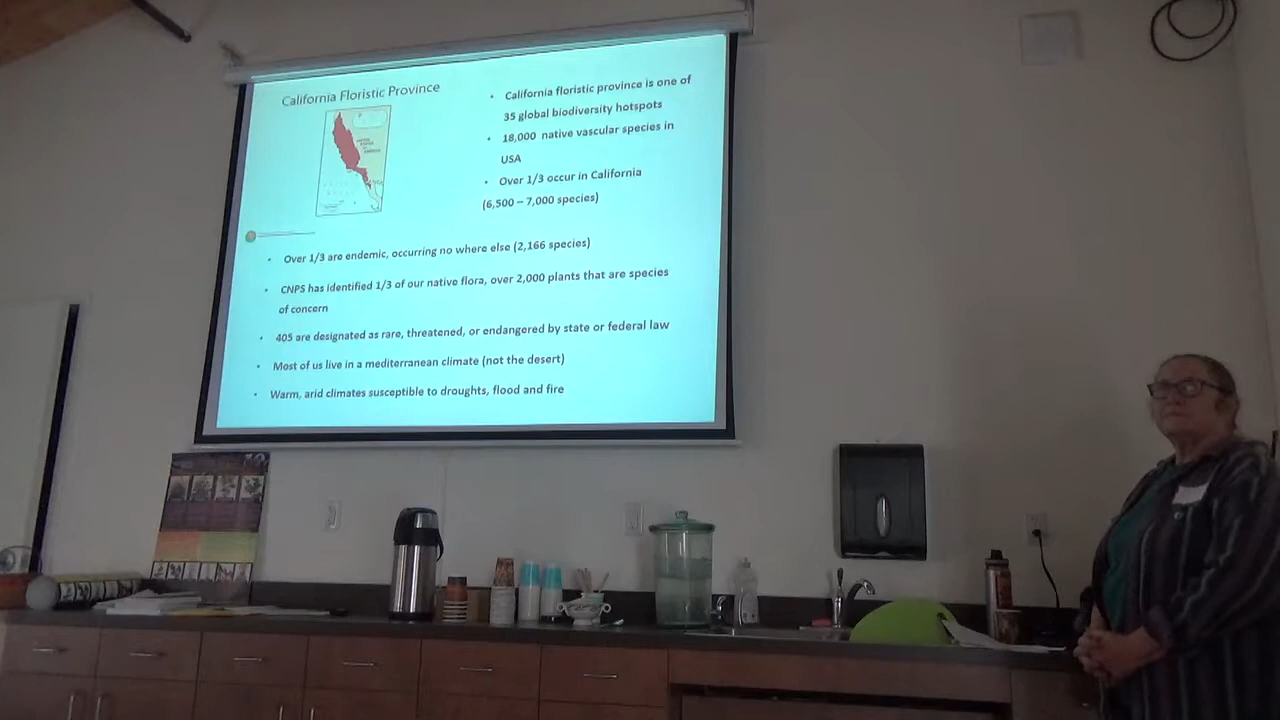 California Floristic Province
• California floristic province is one of
35 global biodiversity hotspots
• 18,000 native vascular species in
USA
• Over 1/3 occur in California
(6,500 – 7,000 species)
• Over 1/3 are endemic, occurring no where else (2,166 species)
• CNPS has identified 1/3 of our native flora, over 2,000 plants that are species
of concern
• 405 are designated as rare, threatened, or endangered by state or federal law
• Most of us live in a mediterranean climate (not the desert)
• Warm, arid climates susceptible to droughts, flood and fire